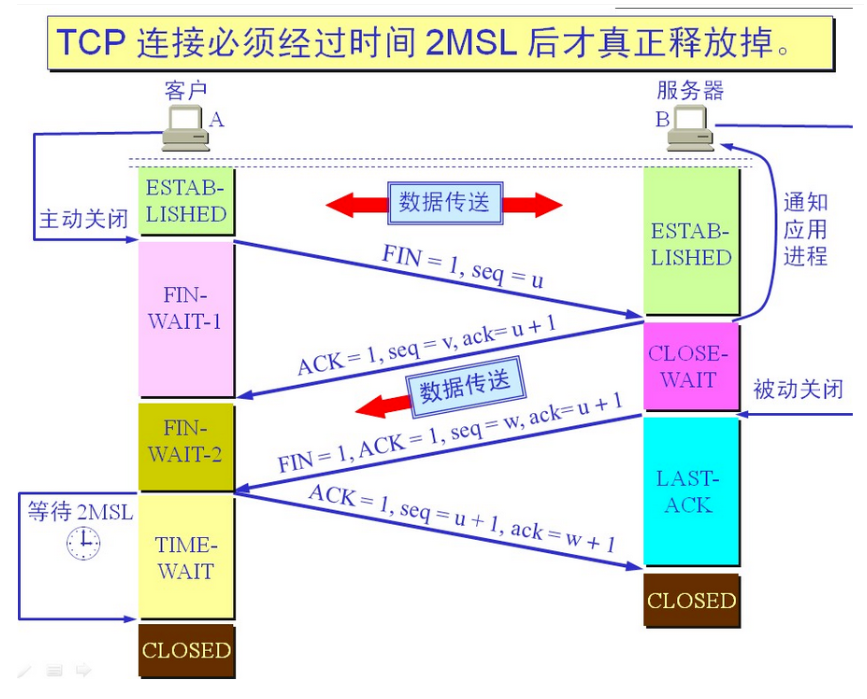 TCP 连接必须经过时间 2MSL 后才真正释放掉。
客户
A
服务器
B
ESTAB-
LISHED
数据传送
主动关闭
ESTAB-
LISHED
通知
应用
进程
FIN = 1, seq = u
FIN-
WAIT-1
ACK = 1, seq = v, ack= u + 1
CLOSE-
WAIT
数据传送
被动关闭
FIN-
WAIT-2
FIN = 1, ACK = 1, seq = w, ack= u + 1
LAST-
ACK
等待 2MSL
ACK = 1, seq = u + 1, ack = w + 1
TIME-
WAIT
CLOSED
CLOSED